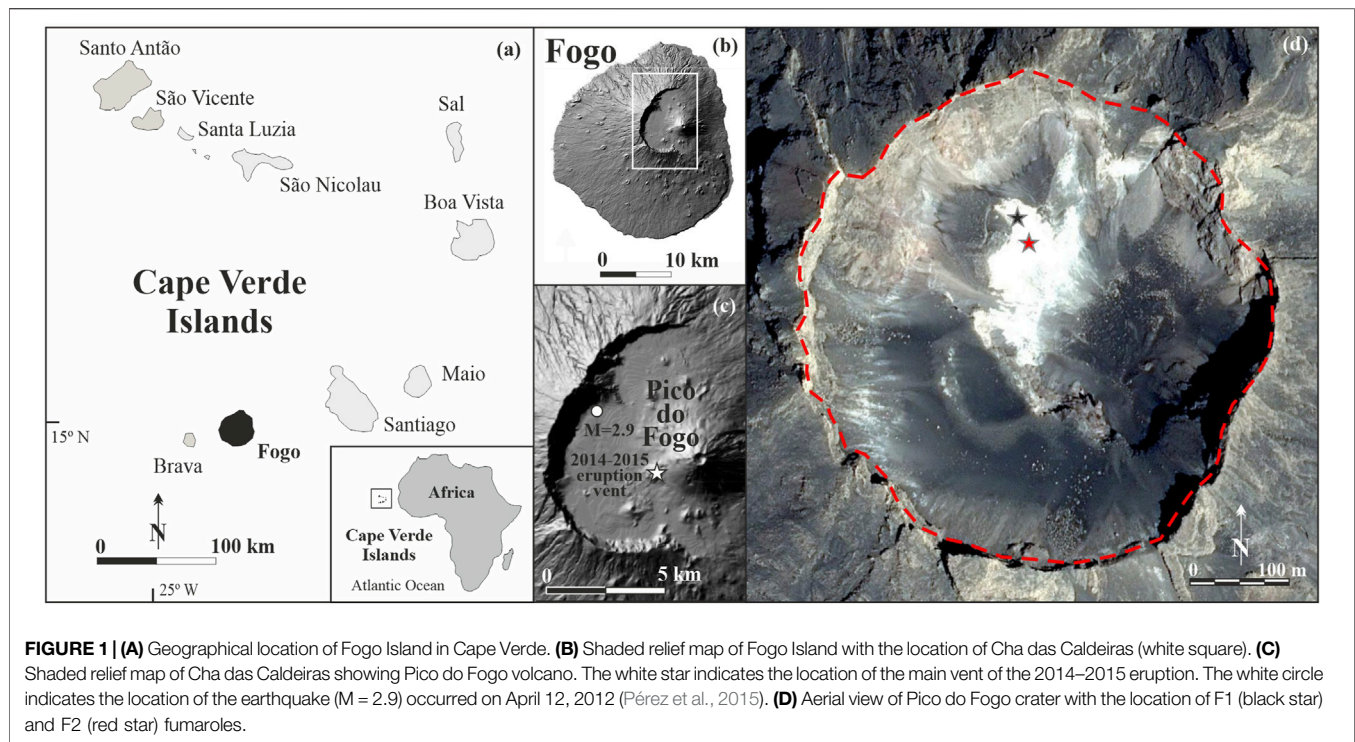 (a)
Santo Antão
São Vicente
Santa Luzia
São Nicolau
Sal
Boa Vista
Cape Verde
Islands
Maio
Santiago
15º N
Brava
Fogo
N
0 100 km
25º W
Africa
Cape Verde
Islands
Atlantic Ocean
Fogo
(b)
0 10 km
(c)
Pico
do
Fogo
M=2.9
2014-2015
eruption
vent
0 5 km
(d)
N
0 100 m
FIGURE 1 | (A) Geographical location of Fogo Island in Cape Verde. (B) Shaded relief map of Fogo Island with the location of Cha das Caldeiras (white square). (C)
Shaded relief map of Cha das Caldeiras showing Pico do Fogo volcano. The white star indicates the location of the main vent of the 2014–2015 eruption. The white circle
indicates the location of the earthquake (M = 2.9) occurred on April 12, 2012 (Pérez et al., 2015). (D) Aerial view of Pico do Fogo crater with the location of F1 (black star)
and F2 (red star) fumaroles.